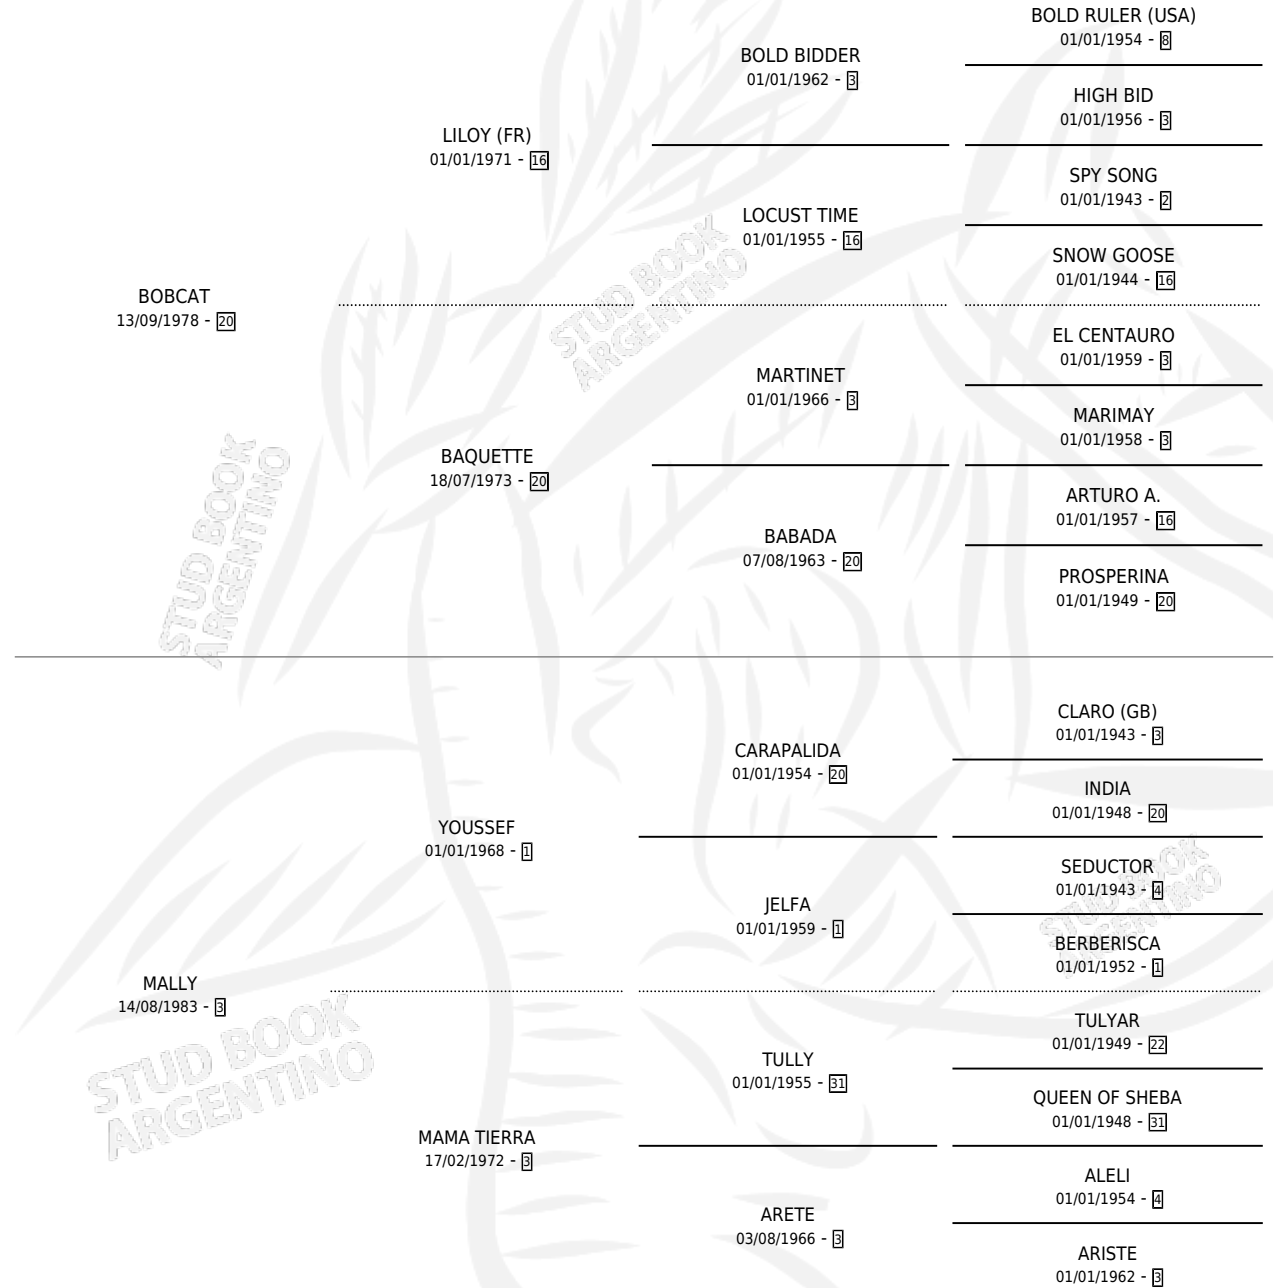 BOLD RULER (USA)
01/01/1954 - 8
BOLD BIDDER
01/01/1962 - 3
HIGH BID
01/01/1956 - 3
LILOY (FR)
01/01/1971 - 16
SPY SONG
01/01/1943 - 2
LOCUST TIME
01/01/1955 - 16
SNOW GOOSE
01/01/1944 - 16
BOBCAT
13/09/1978 - 20
STUD BOOK
ARGENTINO
EL CENTAURO
01/01/1959 - 3
MARTINET
01/01/1966 - 3
MARIMAY
01/01/1958 - 3
BAQUETTE
18/07/1973 - 20
ARTURO A.
01/01/1957 - 16
BABADA
07/08/1963 - 20
PROSPERINA
01/01/1949 - 20
STUD BOOK
ARGENTINO
CLARO (GB)
01/01/1943 - 3
CARAPALIDA
01/01/1954 - 20
INDIA
01/01/1948 - 20
YOUSSEF
01/01/1968 - 1
SEDUCTOR
01/01/1943 - 4
JELFA
01/01/1959 - 1
BERBERISCA
01/01/1952 - 1
STUD BOOK
ARGENTINO
MALLY
14/08/1983 - 3
TULYAR
01/01/1949 - 22
TULLY
01/01/1955 - 31
QUEEN OF SHEBA
01/01/1948 - 31
STUD BOOK
ARGENTINO
MAMA TIERRA
17/02/1972 - 3
ALELI
01/01/1954 - 4
ARETE
03/08/1966 - 3
ARISTE
01/01/1962 - 3